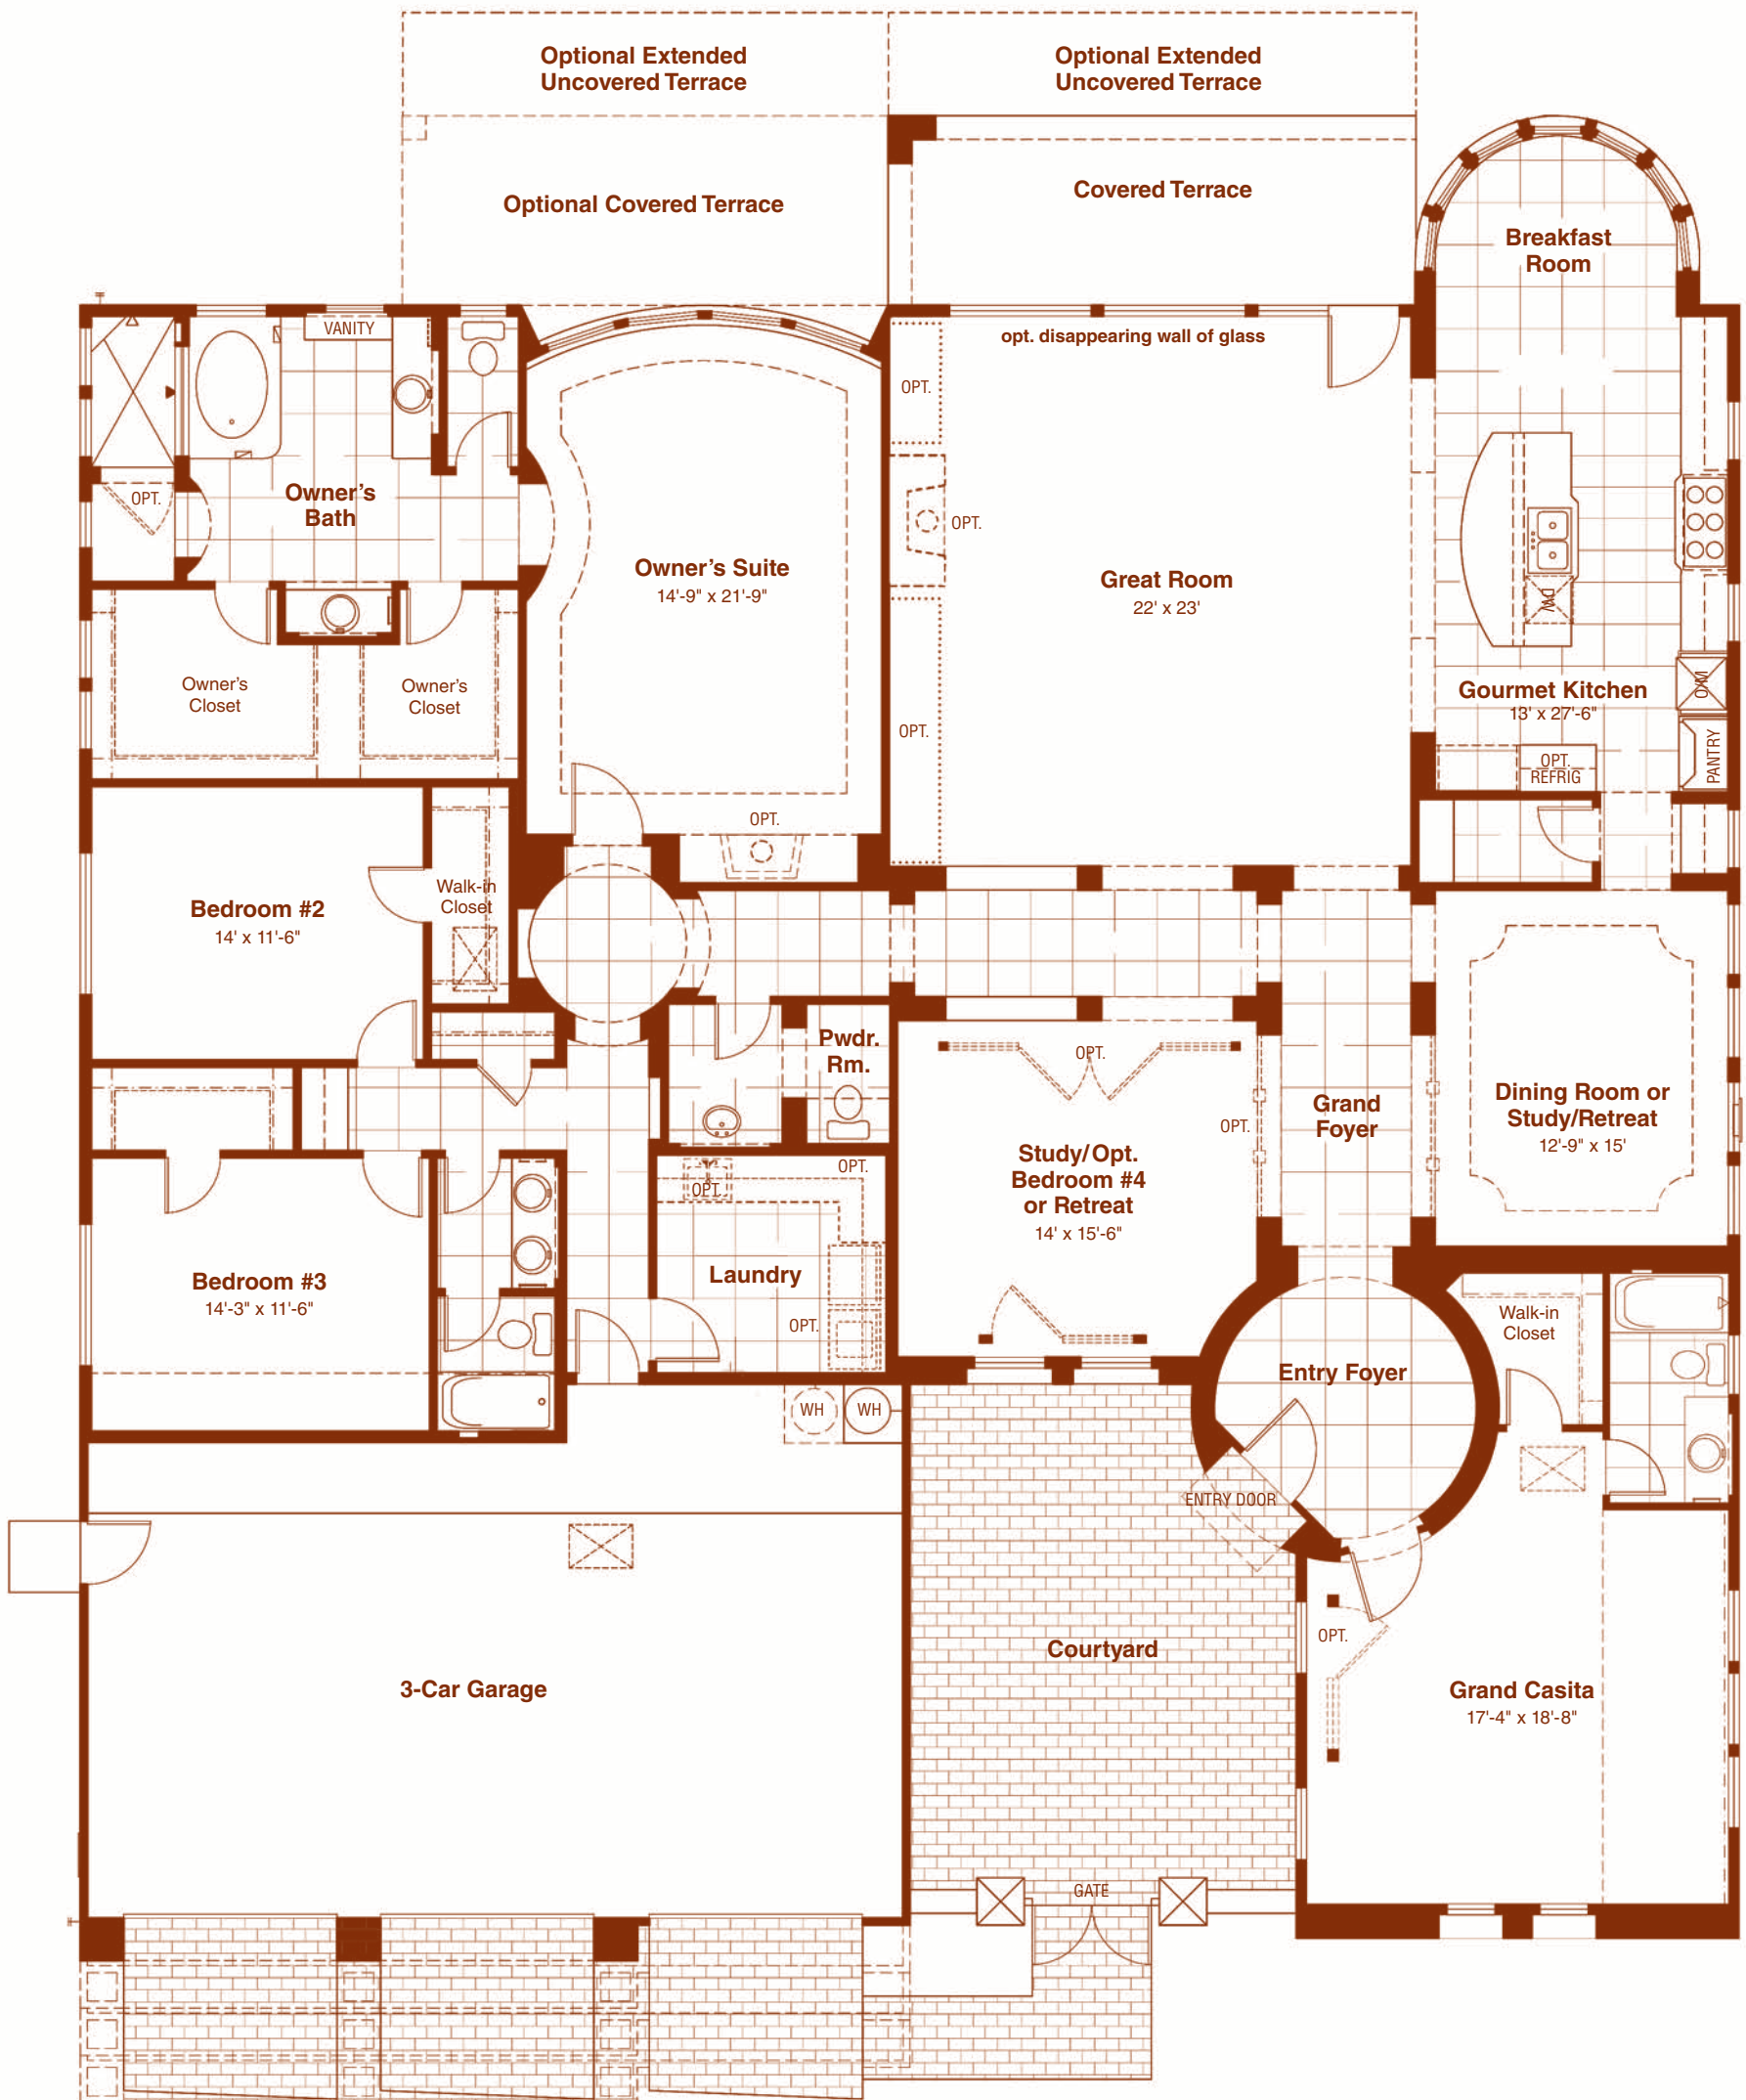 Optional Extended
Uncovered Terrace
Optional Extended
Uncovered Terrace
Optional Covered Terrace
Covered Terrace
Breakfast
Room
VANITY
opt. disappearing wall of glass
OPT.
OPT.
Owner's
Bath
OPT.
Owner's Suite
14'-9" x 21'-9"
Great Room
22' x 23'
DW
Owner's
Closet
Owner's
Closet
Gourmet Kitchen
13' x 27'-6"
O/M
OPT.
OPT.
REFRIG
PANTRY
OPT.
Bedroom #2
14' x 11'-6"
Walk-in
Closet
Pwdr.
Rm.
OPT.
OPT.
Grand
Foyer
Dining Room or
Study/Retreat
12'-9" x 15'
Study/Opt.
Bedroom #4
or Retreat
14' x 15'-6"
OPT.
OPT.
Laundry
OPT.
Bedroom #3
14'-3" x 11'-6"
Walk-in
Closet
Entry Foyer
WH
WH
ENTRY DOOR
OPT.
Courtyard
3-Car Garage
Grand Casita
17'-4" x 18'-8"
GATE